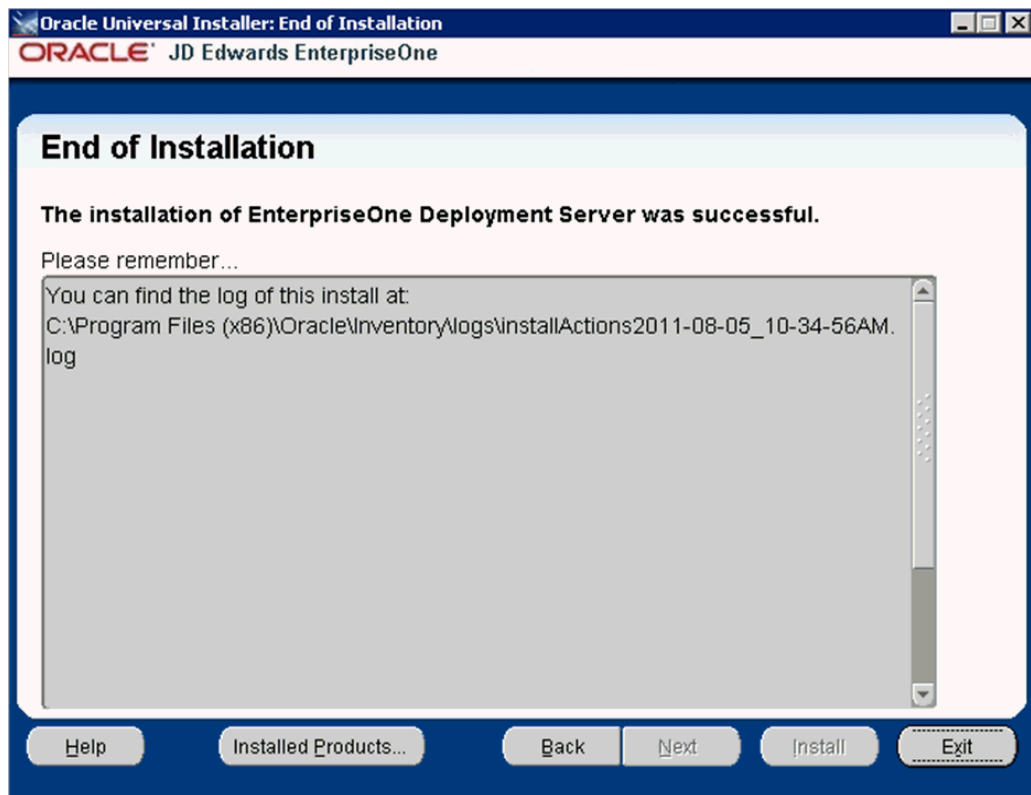 Oracle Universal Installer: End of Installation
ORACLE JD Edwards EnterpriseOne
End of Installation
The installation of EnterpriseOne Deployment Server was successful.
Please remember...
You can find the log of this install at:
C:\Program Files (x86)\Oracle\Inventory\logs\installActions2011-08-05_10-34-56AM.
log
Help Installed Products... Back Next Install Exit